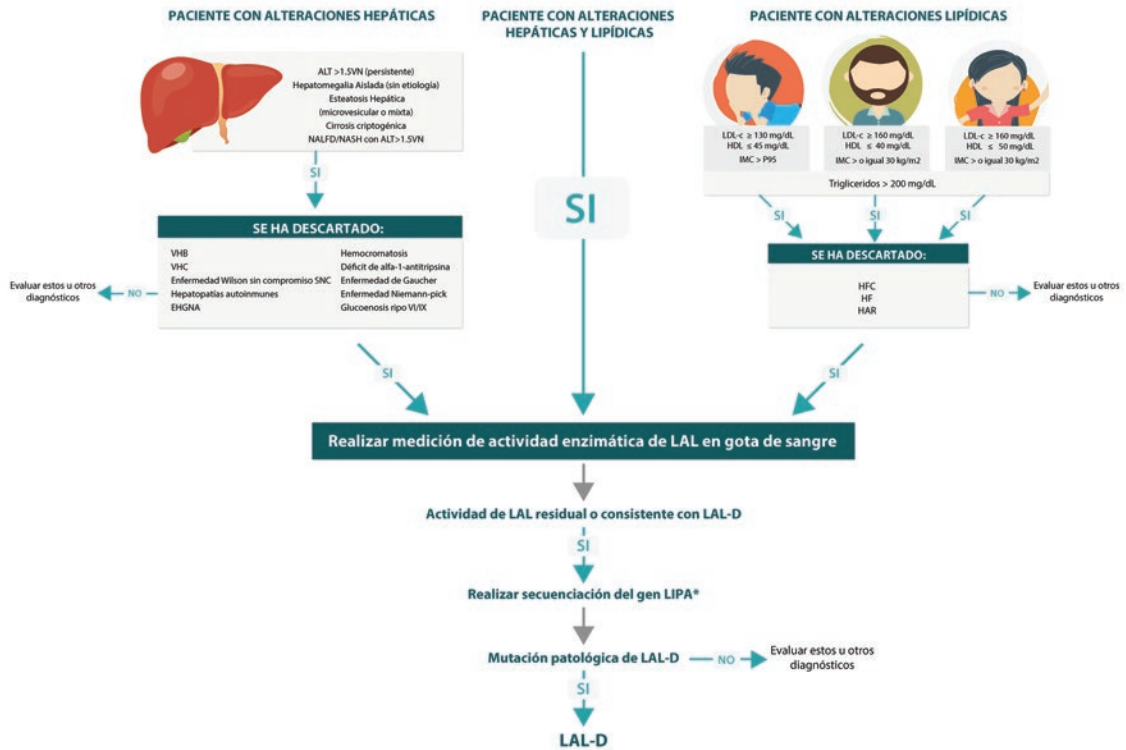 PACIENTE CON ALTERACIONES HEPÁTICAS
ALT >1.5VN (persistente)
Hepatomegalia Aislada (sin etiología)
Esteatosis Hepática
(microvesicular o mixta)
Cirrosis criptogénica
NALFD/NASH con ALT>1.5VN
SI
SE HA DESCARTADO:
VHB
VHC
Enfermedad Wilson sin compromiso SNC
Hepatopatías autoinmunes
EHGNA
Hemocromatosis
Déficit de alfa-1-antitripsina
Enfermedad de Gaucher
Enfermedad Niemann-pick
Glucoenosis ripo VI/IX
NO
Evaluar estos u otros
diagnósticos
SI
PACIENTE CON ALTERACIONES
HEPÁTICAS Y LIPÍDICAS
SI
PACIENTE CON ALTERACIONES LIPÍDICAS
LDL-c ≥ 130 mg/dL
HDL ≤ 45 mg/dL
IMC > P95
LDL-c ≥ 160 mg/dL
HDL ≤ 40 mg/dL
IMC > o igual 30 kg/m2
LDL-c ≥ 160 mg/dL
HDL ≤ 50 mg/dL
IMC > o igual 30 kg/m2
Trigliceridos > 200 mg/dL
SI
SI
SI
SE HA DESCARTADO:
HFC
HF
HAR
NO
Evaluar estos u otros
diagnósticos
SI
Realizar medición de actividad enzimática de LAL en gota de sangre
Actividad de LAL residual o consistente con LAL-D
SI
Realizar secuenciación del gen LIPA*
Mutación patológica de LAL-D
NO
Evaluar estos u otros
diagnósticos
SI
LAL-D